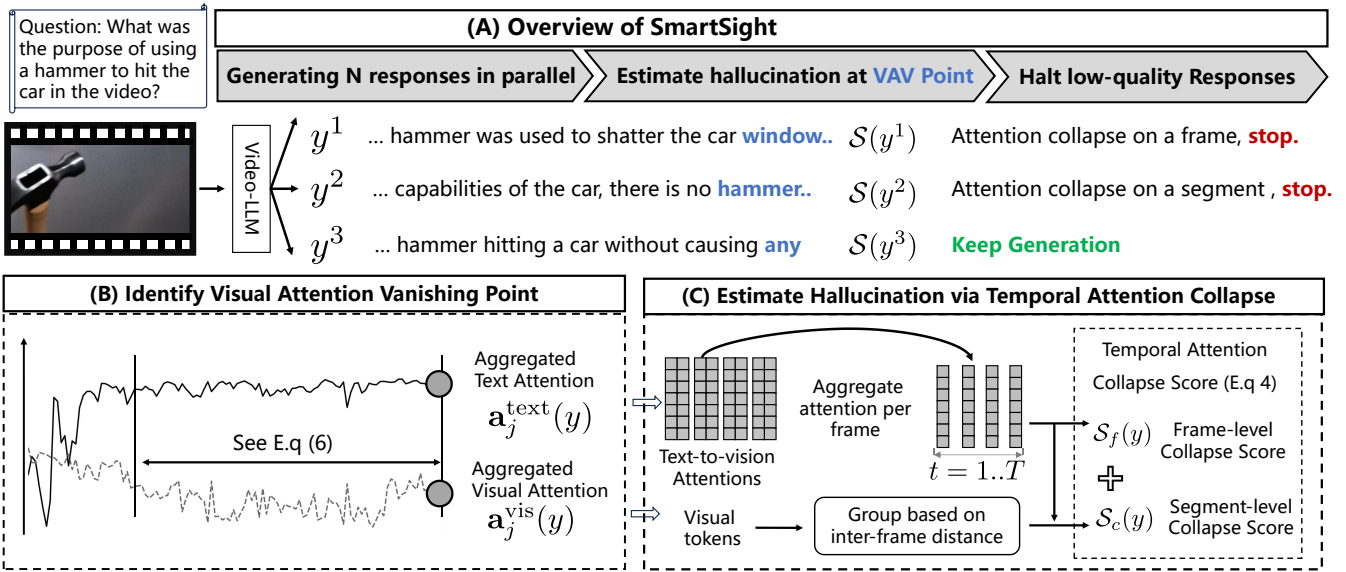 Question: What was
the purpose of using
a hammer to hit the
car in the video?
(A) Overview of SmartSight
Generating N responses in parallel
Estimate hallucination at VAV Point
Halt low-quality Responses
Video-LLM
y^1 ... hammer was used to shatter the car window.. S(y^1) Attention collapse on a frame, stop.
y^2 ... capabilities of the car, there is no hammer.. S(y^2) Attention collapse on a segment , stop.
y^3 ... hammer hitting a car without causing any S(y^3) Keep Generation
(B) Identify Visual Attention Vanishing Point
Aggregated
Text Attention
a_j^text(y)
See E.q (6)
Aggregated
Visual Attention
a_j^vis(y)
(C) Estimate Hallucination via Temporal Attention Collapse
Text-to-vision
Attentions
Aggregate
attention per
frame
t = 1..T
Visual
tokens
Group based on
inter-frame distance
Temporal Attention
Collapse Score (E.q 4)
S_f(y) Frame-level
Collapse Score
S_c(y) Segment-level
Collapse Score